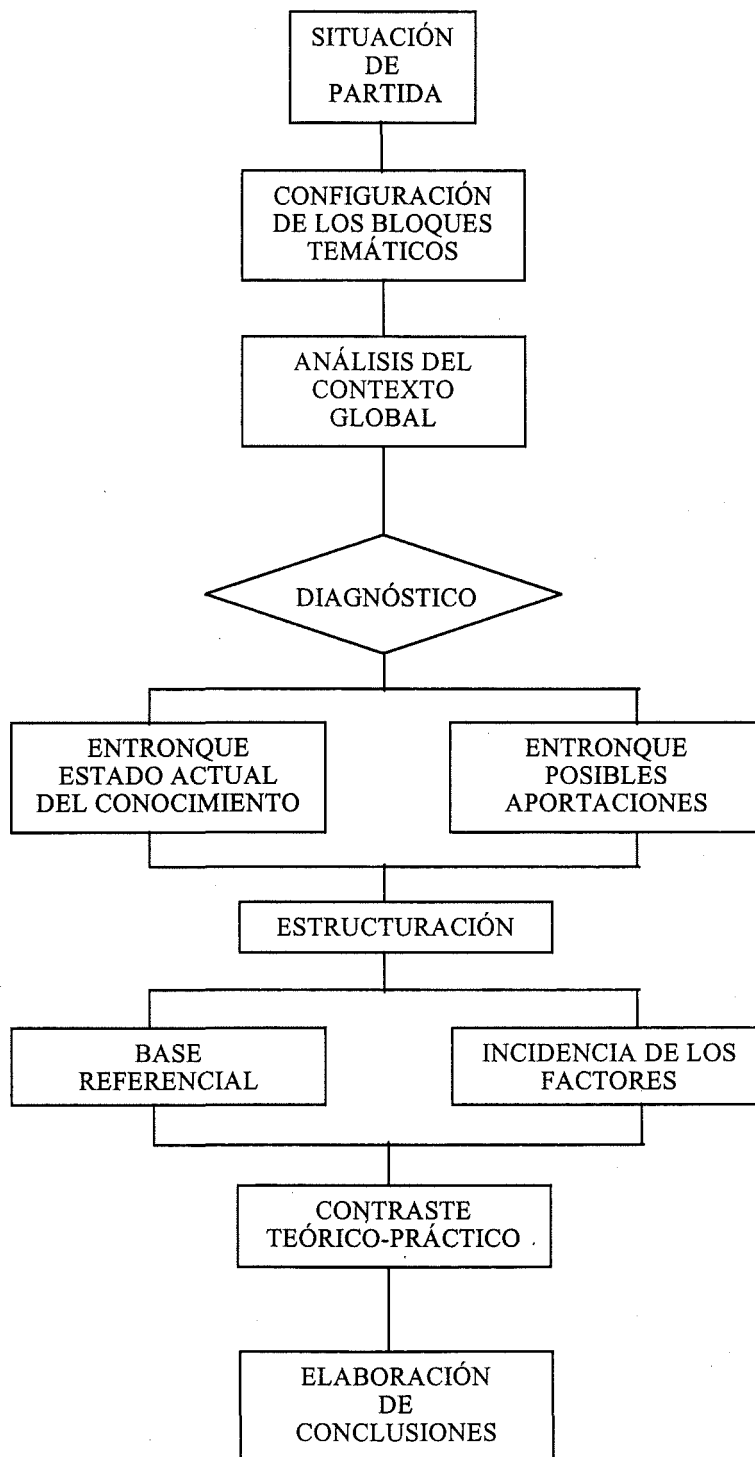 SITUACIÓN
DE
PARTIDA
CONFIGURACIÓN
DE LOS BLOQUES
TEMÁTICOS
ANÁLISIS DEL
CONTEXTO
GLOBAL
DIAGNÓSTICO
ENTRONQUE
ESTADO ACTUAL
DEL CONOCIMIENTO
ENTRONQUE
POSIBLES
APORTACIONES
ESTRUCTURACIÓN
BASE
REFERENCIAL
INCIDENCIA DE LOS
FACTORES
CONTRASTE
TEÓRICO-PRÁCTICO
ELABORACIÓN
DE
CONCLUSIONES